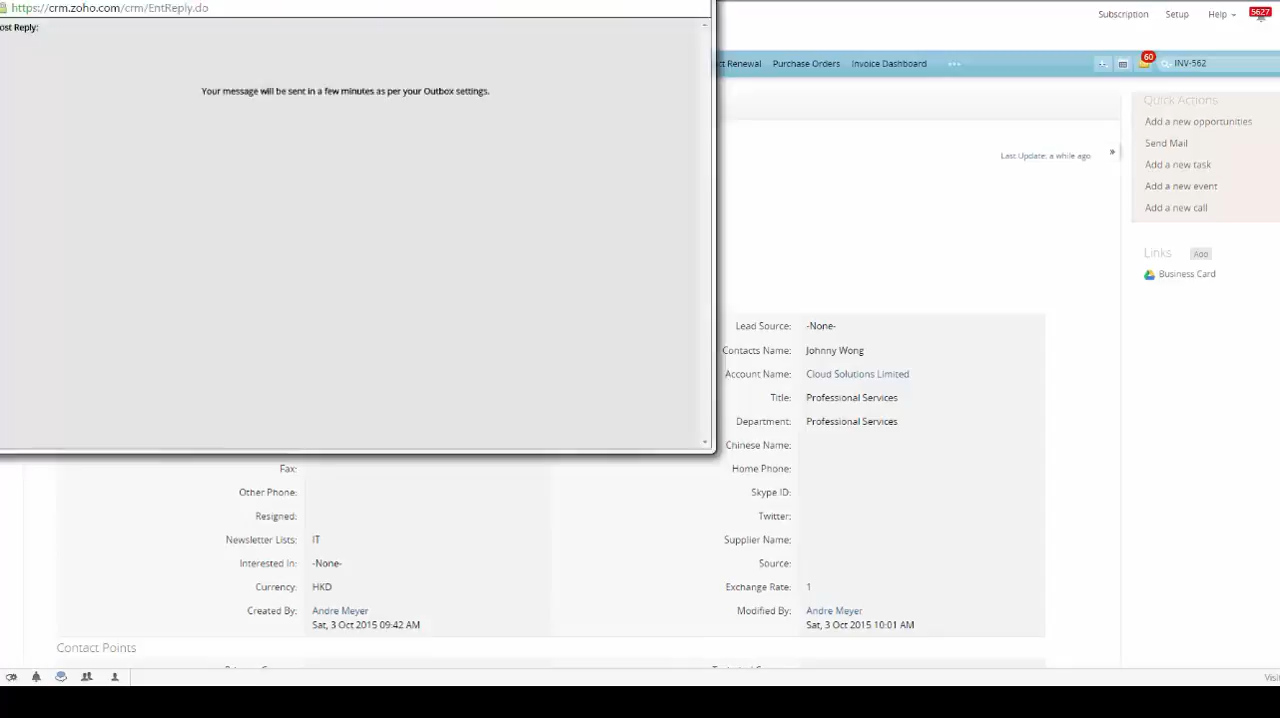 https://crm.zoho.com/crm/EntReply.do
ost Reply:
Your message will be sent in a few minutes as per your Outbox settings.
Subscription Setup Help 5627
ct Renewal Purchase Orders Invoice Dashboard ... 60 INV-562
Last Update: a while ago »
Quick Actions
Add a new opportunities
Send Mail
Add a new task
Add a new event
Add a new call
Links App
Business Card
Lead Source: -None-
Contacts Name: Johnny Wong
Account Name: Cloud Solutions Limited
Title: Professional Services
Department: Professional Services
Chinese Name:
Fax: Home Phone:
Other Phone: Skype ID:
Resigned: Twitter:
Newsletter Lists: IT Supplier Name:
Interested In: -None- Source:
Currency: HKD Exchange Rate: 1
Created By: Andre Meyer Modified By: Andre Meyer
Sat, 3 Oct 2015 09:42 AM Sat, 3 Oct 2015 10:01 AM
Contact Points
Visit